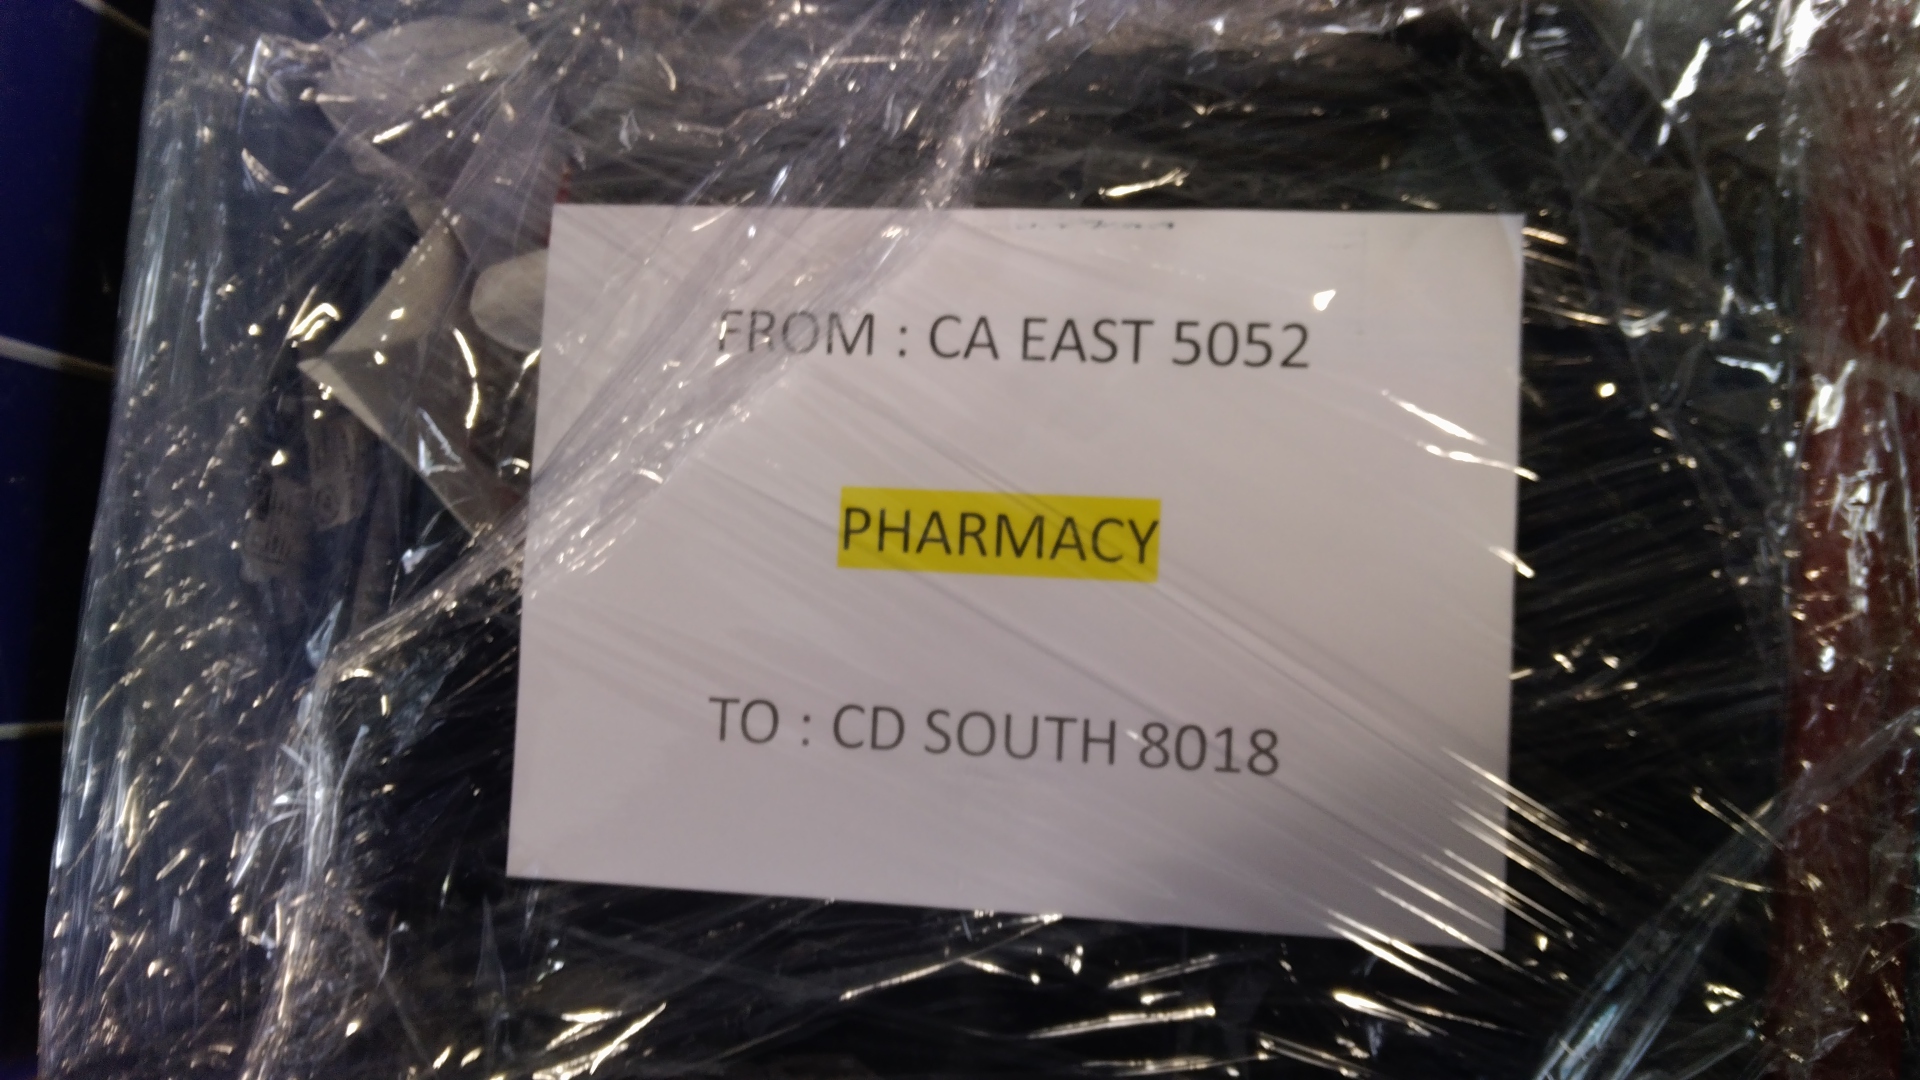 FROM : CA EAST 5052
PHARMACY
TO : CD SOUTH 8018